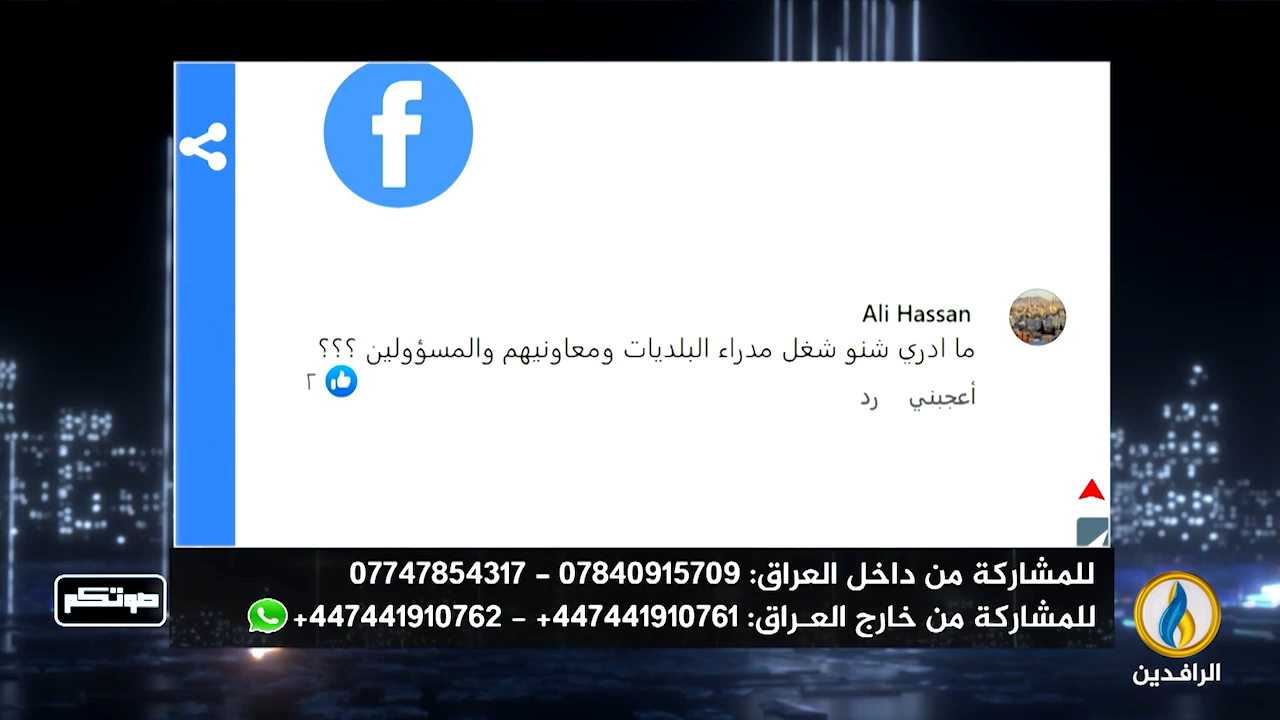 Ali Hassan
ما ادري شنو شغل مدراء البلديات ومعاونيهم والمسؤولين ؟؟؟
٢
أعجبني رد
للمشاركة من داخل العراق: 07840915709 - 07747854317
للمشاركة من خارج العـراق: 447441910761+ - 447441910762+
صوتكم
الرافدين